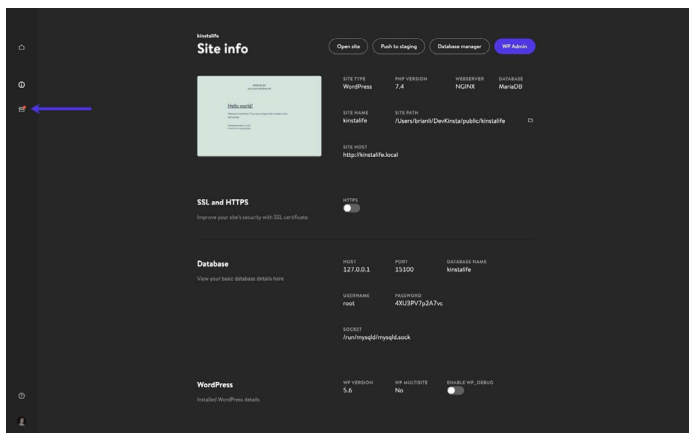 kinstalife
Site info
Open site
Push to staging
Database manager
WP Admin
Hello world!
SITE TYPE PHP VERSION WEBSERVER DATABASE
WordPress 7.4 NGINX MariaDB
SITE NAME SITE PATH
kinstalife /Users/brianli/DevKinsta/public/kinstalife
SITE HOST
http://kinstalife.local
SSL and HTTPS
Improve your site's security with SSL certificate
HTTPS
Database
View your basic database details here
HOST PORT DATABASE NAME
127.0.0.1 15100 kinstalife
USERNAME PASSWORD
root 4XU3PV7p2A7vc
SOCKET
/run/mysqld/mysqld.sock
WordPress
Installed WordPress details
WP VERSION WP MULTISITE ENABLE WP_DEBUG
5.6 No